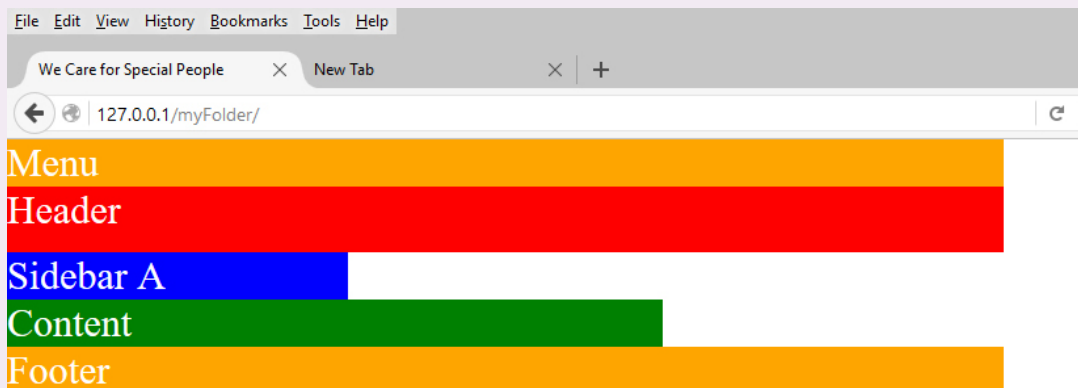 File Edit View History Bookmarks Tools Help
We Care for Special People New Tab
127.0.0.1/myFolder/
Menu
Header
Sidebar A
Content
Footer